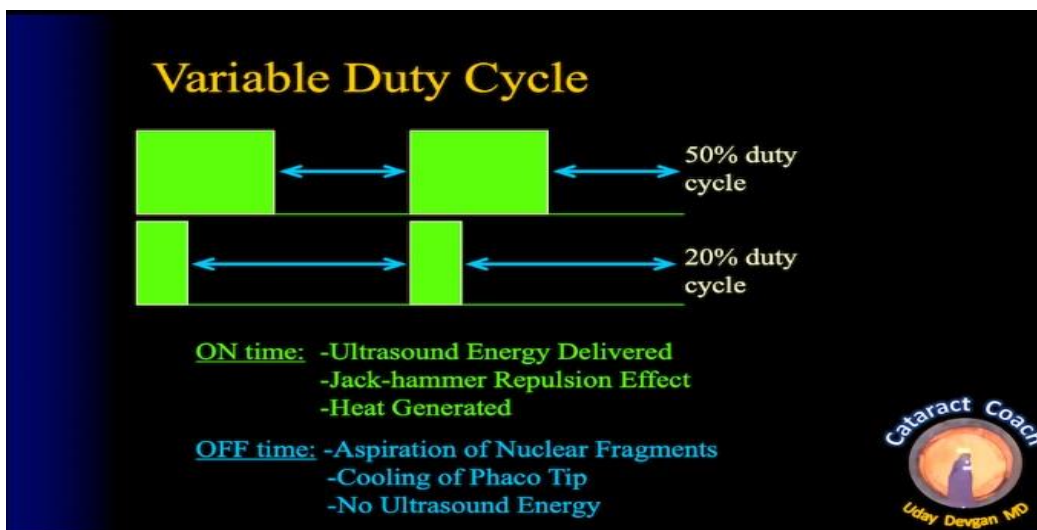 Variable Duty Cycle
50% duty
cycle
20% duty
cycle
ON time: -Ultrasound Energy Delivered
-Jack-hammer Repulsion Effect
-Heat Generated
OFF time: -Aspiration of Nuclear Fragments
-Cooling of Phaco Tip
-No Ultrasound Energy
Cataract Coach
Uday Devgan MD